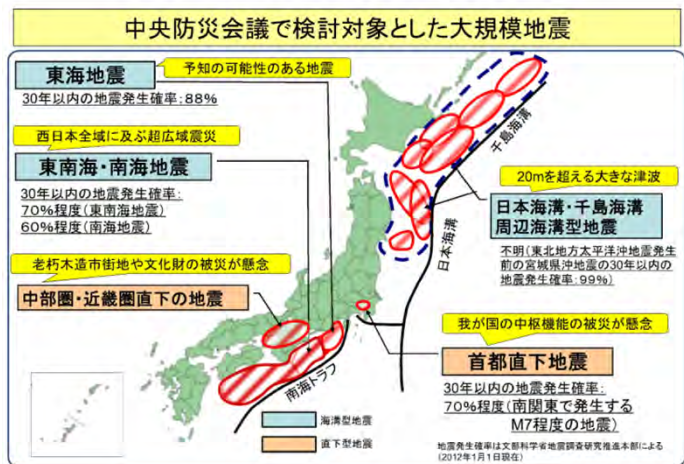 中央防災会議で検討対象とした大規模地震
予知の可能性のある地震
東海地震
30年以内の地震発生確率:88%
西日本全域に及ぶ超広域震災
東南海・南海地震
30年以内の地震発生確率:
70%程度(東南海地震)
60%程度(南海地震)
老朽木造市街地や文化財の被災が懸念
中部圏・近畿圏直下の地震
千島海溝
20mを超える大きな津波
日本海溝・千島海溝
周辺海溝型地震
不明(東北地方太平洋沖地震発生
前の宮城県沖地震の30年以内の
地震発生確率:99%)
日本海溝
我が国の中枢機能の被災が懸念
首都直下地震
30年以内の地震発生確率:
70%程度(南関東で発生する
M7程度の地震)
南海トラフ
海溝型地震
直下型地震
地震発生確率は文部科学省地震調査研究推進本部による
(2012年1月1日現在)